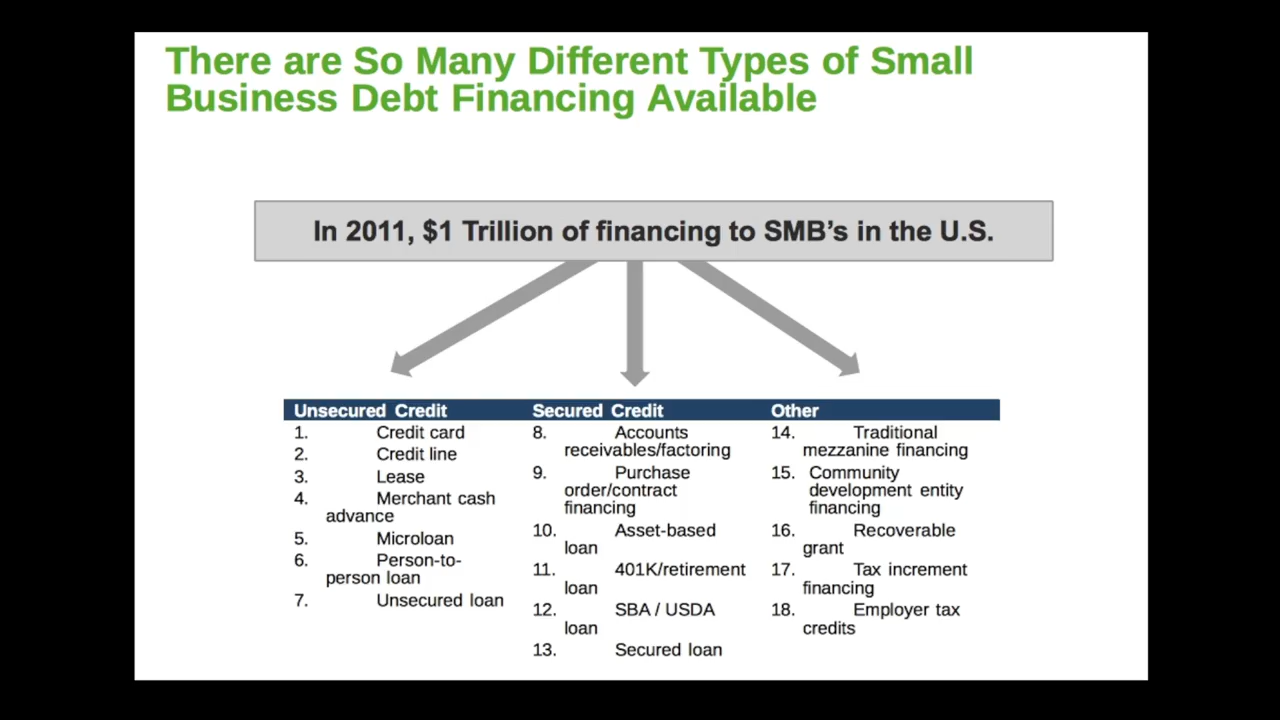 There are So Many Different Types of Small
Business Debt Financing Available
In 2011, $1 Trillion of financing to SMB’s in the U.S.
Unsecured Credit
1. Credit card
2. Credit line
3. Lease
4. Merchant cash
advance
5. Microloan
6. Person-to-
person loan
7. Unsecured loan
Secured Credit
8. Accounts
receivables/factoring
9. Purchase
order/contract
financing
10. Asset-based
loan
11. 401K/retirement
loan
12. SBA / USDA
loan
13. Secured loan
Other
14. Traditional
mezzanine financing
15. Community
development entity
financing
16. Recoverable
grant
17. Tax increment
financing
18. Employer tax
credits